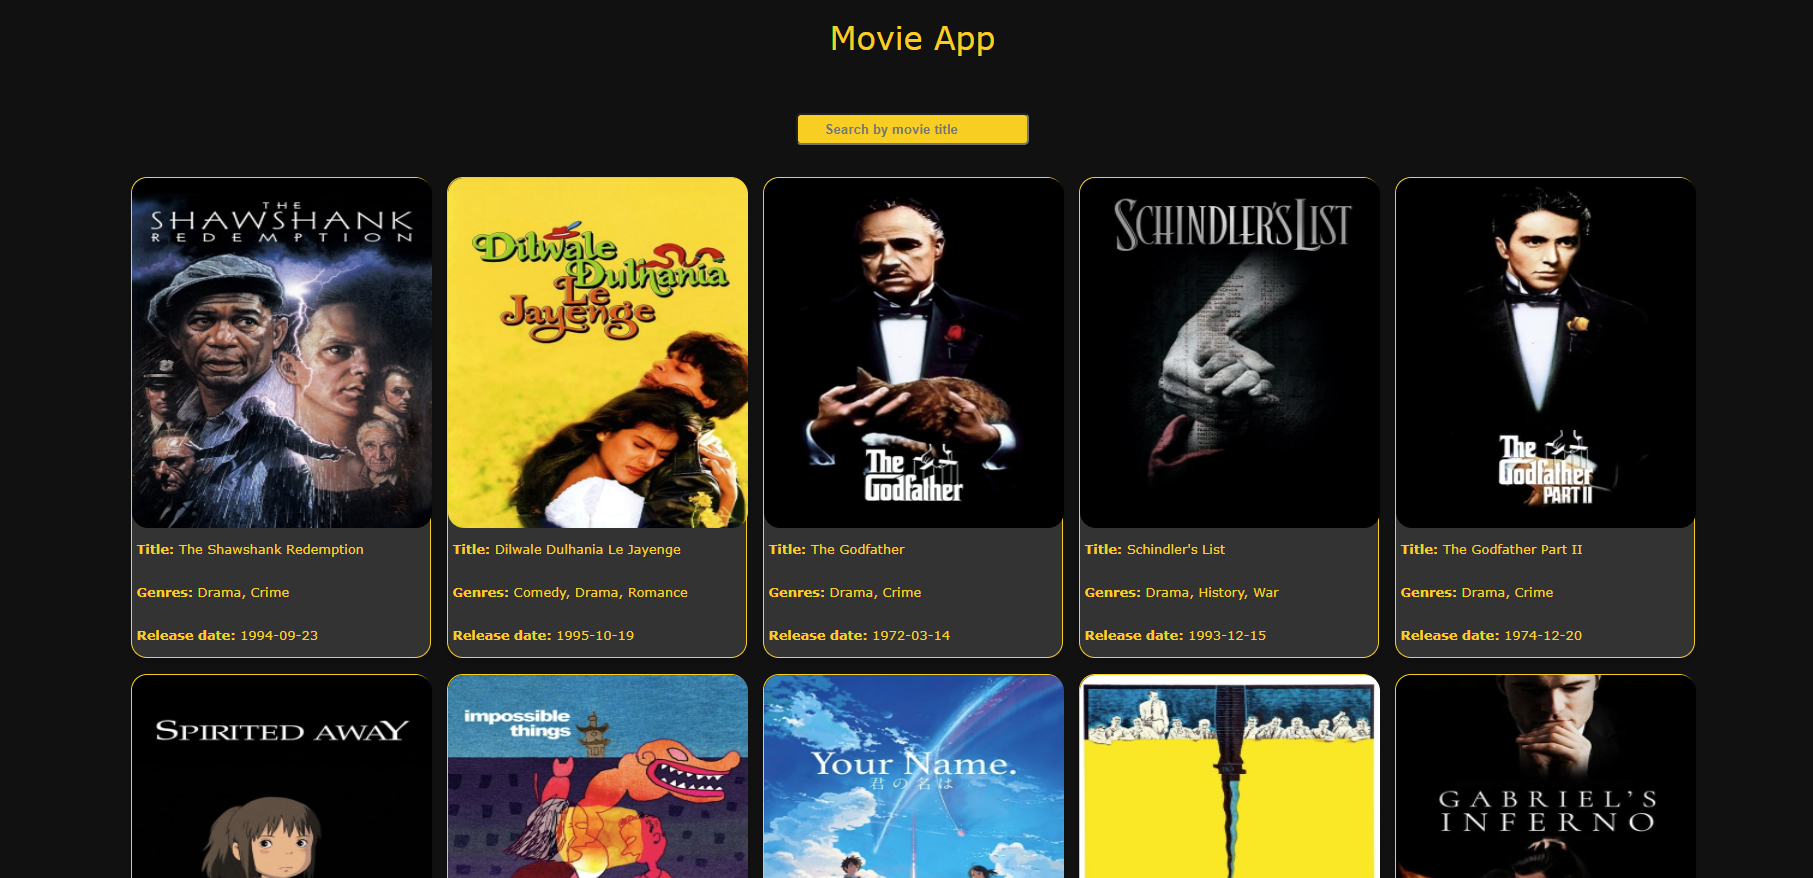 Movie App
Search by movie title
THE
SHAWSHANK
REDEMPTION
Dilwale
Dulhania
Le
Jayenge
The
Godfather
SCHINDLER'S LIST
The
Godfather
PART II
Title: The Shawshank Redemption
Genres: Drama, Crime
Release date: 1994-09-23
Title: Dilwale Dulhania Le Jayenge
Genres: Comedy, Drama, Romance
Release date: 1995-10-19
Title: The Godfather
Genres: Drama, Crime
Release date: 1972-03-14
Title: Schindler's List
Genres: Drama, History, War
Release date: 1993-12-15
Title: The Godfather Part II
Genres: Drama, Crime
Release date: 1974-12-20
SPIRITED AWAY
impossible
things
Your Name.
君の名は
GABRIEL'S
INFERNO